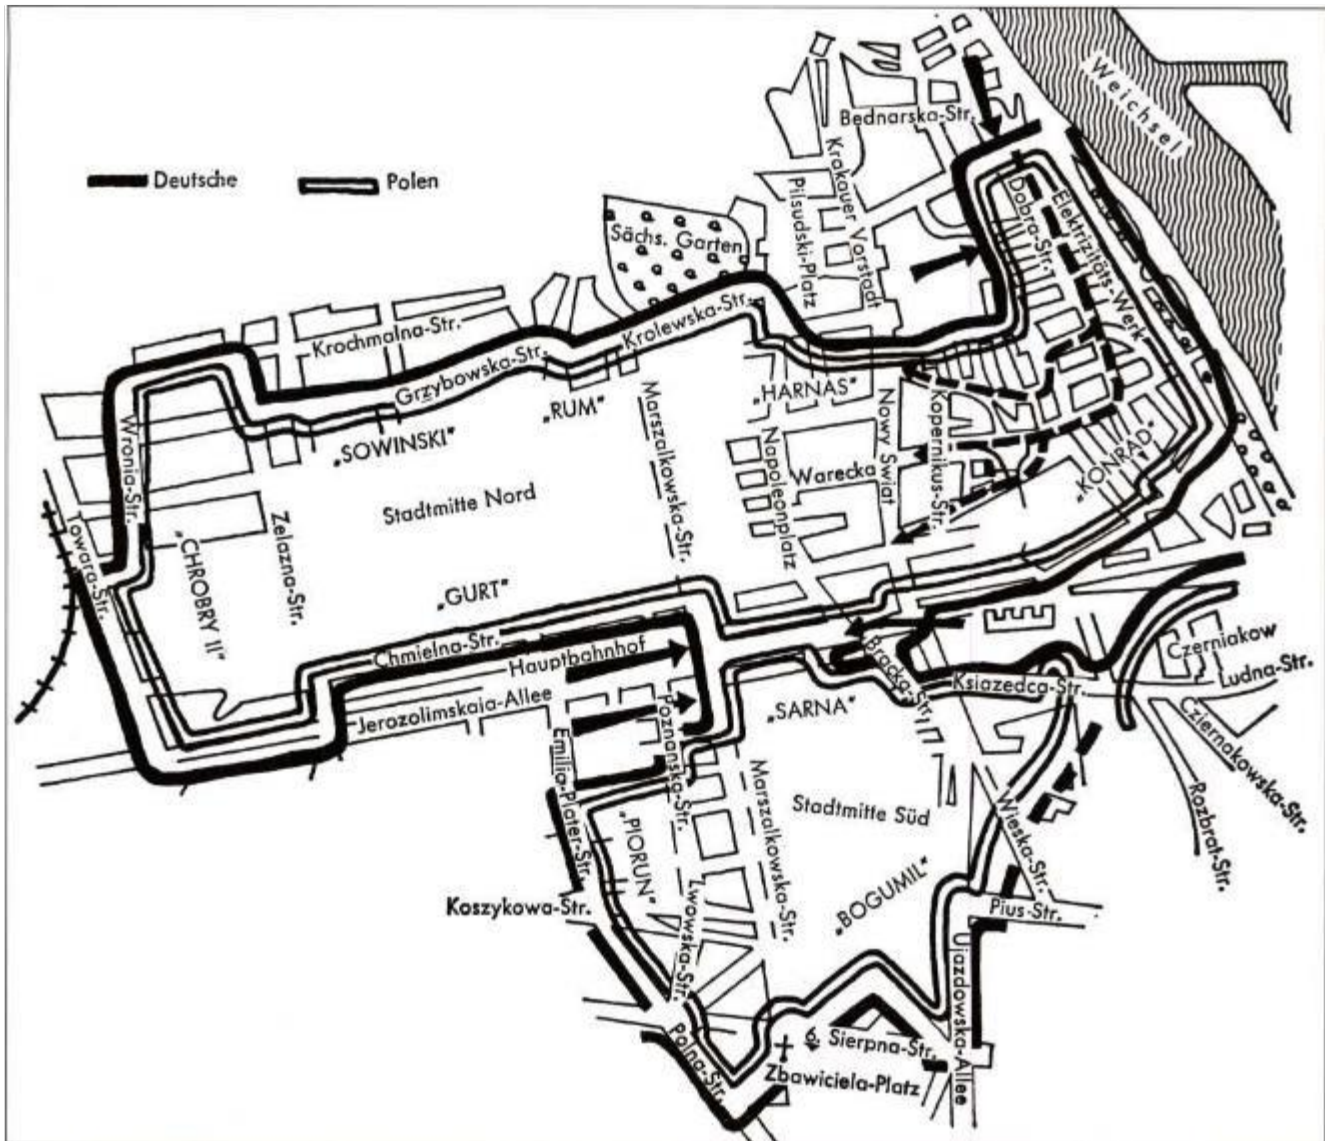 Weichsel
Bednarska-Str.
Krakauer Vorstadt
Pilsudski-Platz
Deutsche
Polen
Dobra-Str.
Elektrizitäts-Werk
Sächs. Garten
Krochmalna-Str.
Krolewska-Str.
Grzybowska-Str.
"RUM"
"HARNAS"
Marszalkowska-Str.
Kopernikus-Str.
Nowy Swiat
Wronia-Str.
"SOWINSKI"
Napoleonplatz
Warecka
"KONRAD"
Stadtmitte Nord
Towara-Str.
"CHROBRY II"
Zelazna-Str.
"GURT"
Chmielna-Str.
Hauptbahnhof
Bracka-Str.
Czerniakow
Ludna-Str.
Ksiazedca-Str.
Jerozolimskaia-Allee
"SARNA"
Poznanska-Str.
Emilia-Plater-Str.
Cziernakowska-Str.
Rozbrat-Str.
Marszalkowska-Str.
Stadtmitte Süd
Wieska-Str.
"PIORUN"
"BOGUMIL"
Koszykowa-Str.
Pius-Str.
Lwowska-Str.
Ujazdowska-Allee
6. Sierpna-Str.
Polna-Str.
Zbawiciela-Platz